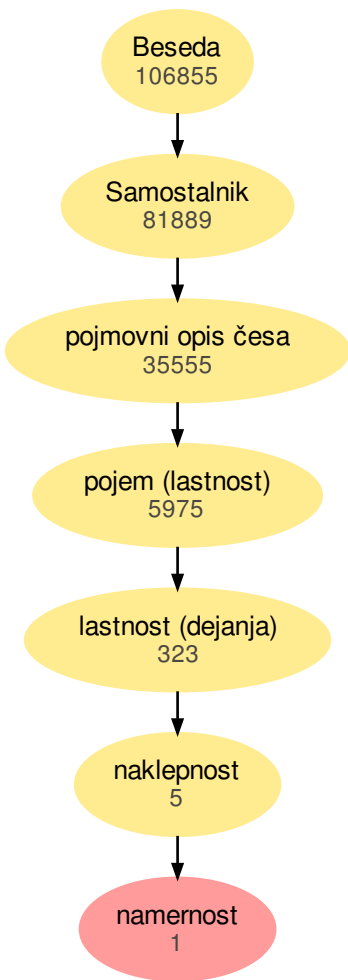 Beseda
106855
Samostalnik
81889
pojmovni opis česa
35555
pojem (lastnost)
5975
lastnost (dejanja)
323
naklepnost
5
namernost
1